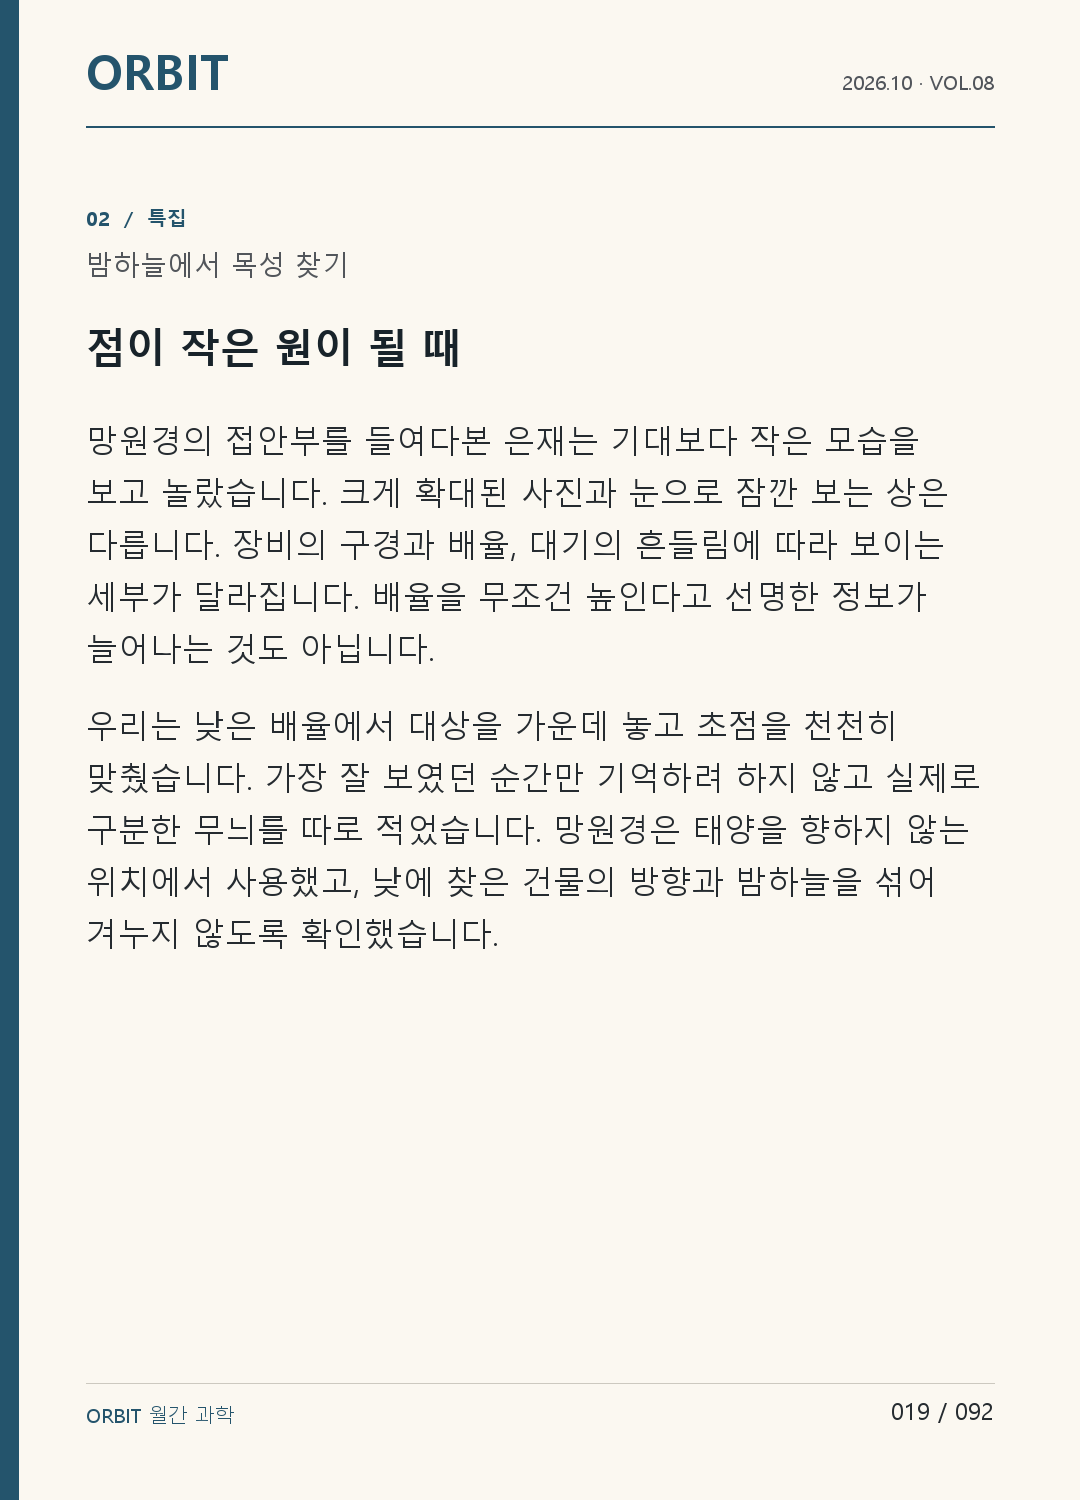 ORBIT
2026.10 · VOL.08
02 / 특집
밤하늘에서 목성 찾기
점이 작은 원이 될 때
망원경의 접안부를 들여다본 은재는 기대보다 작은 모습을
보고 놀랐습니다. 크게 확대된 사진과 눈으로 잠깐 보는 상은
다릅니다. 장비의 구경과 배율, 대기의 흔들림에 따라 보이는
세부가 달라집니다. 배율을 무조건 높인다고 선명한 정보가
늘어나는 것도 아닙니다.
우리는 낮은 배율에서 대상을 가운데 놓고 초점을 천천히
맞췄습니다. 가장 잘 보였던 순간만 기억하려 하지 않고 실제로
구분한 무늬를 따로 적었습니다. 망원경은 태양을 향하지 않는
위치에서 사용했고, 낮에 찾은 건물의 방향과 밤하늘을 섞어
겨누지 않도록 확인했습니다.
ORBIT 월간 과학
019 / 092